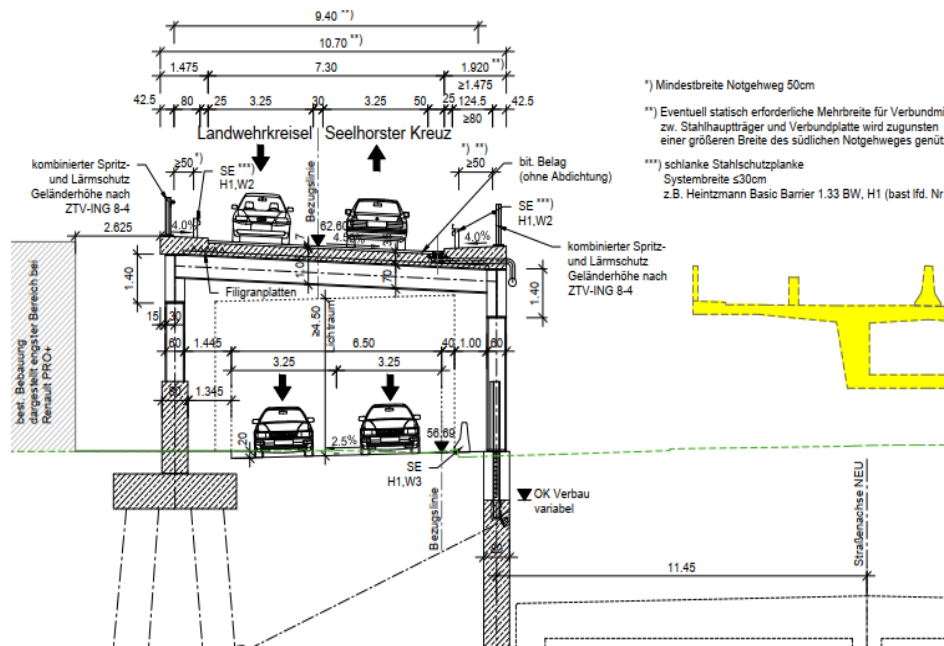 9.40 **)
10.70 **)
1.475 7.30 1.920 **)
≥1.475
42.5 80 25 3.25 30 3.25 50 25 124.5 42.5
≥80
Landwehrkreisel Seelhorster Kreuz
*) Mindestbreite Notgehweg 50cm
**) Eventuell statisch erforderliche Mehrbreite für Verbundmi
zw. Stahlhauptträger und Verbundplatte wird zugunsten
einer größeren Breite des südlichen Notgehweges genüt
***) schlanke Stahlschutzplanke
Systembreite ≤30cm
z.B. Heintzmann Basic Barrier 1.33 BW, H1 (bast lfd. Nr
kombinierter Spritz-
und Lärmschutz
Geländerhöhe nach
ZTV-ING 8-4
≥50 *)
SE ***)
H1,W2
Bezugslinie
*) **)
≥50
bit. Belag
(ohne Abdichtung)
SE ***)
H1,W2
kombinierter Spritz-
und Lärmschutz
Geländerhöhe nach
ZTV-ING 8-4
2.625
4.0%
62.60
4.50%
7
4.0%
1.40
Filigranplatten
70
1.40
≥4.50
Lichtraum
15 30
60 1.445 6.50 40 1.00 60
3.25 3.25
80 1.345
best. Bebauung
dargestellt engster Bereich bei
Renault PRO+
20
2.5%
56.69
SE
H1,W3
Bezugslinie
OK Verbau
variabel
Straßenachse NEU
11.45